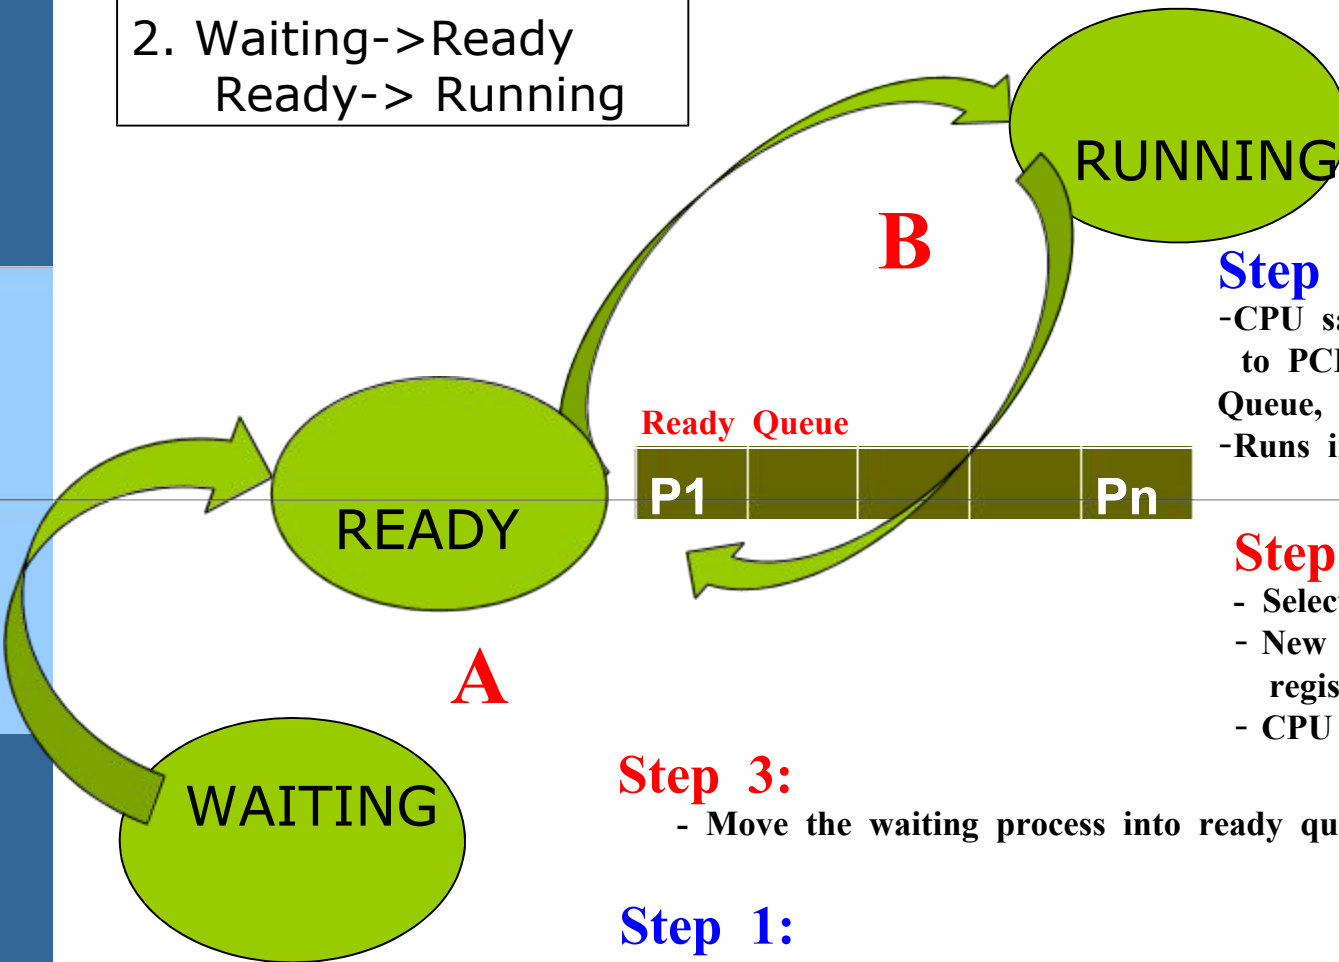 2. Waiting->Ready
Ready-> Running
RUNNING
B
Step
-CPU
to
Queue,
-Runs
Ready Queue
P1 Pn
READY
Step
-
- New
-
- CPU
A
WAITING
Step 3:
- Move the waiting process into ready
Step 1: